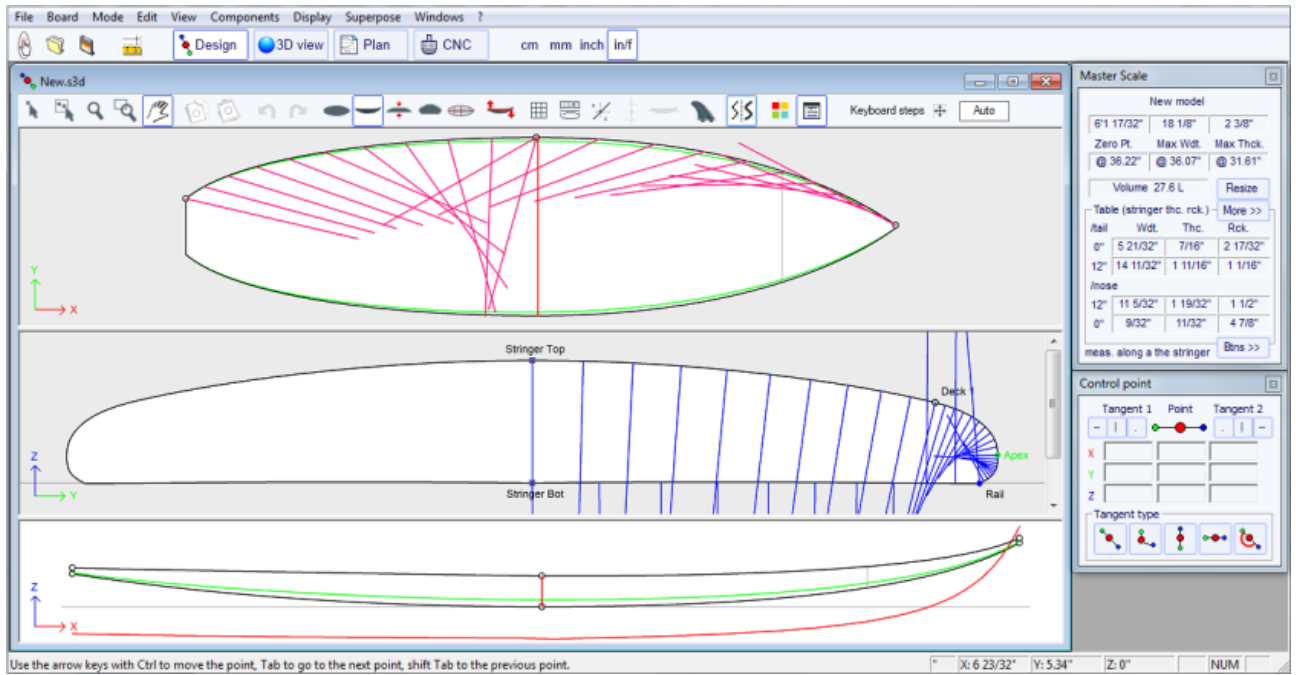 File Board Mode Edit View Components Display Superpose Windows ?
Design 3D view Plan CNC cm mm inch in/f
New.s3d
Keyboard steps Auto
Stringer Top
Deck 1
Apex
Stringer Bot
Rail
Y
X
Z
Y
Z
X
Master Scale
New model
6'1 17/32" 18 1/8" 2 3/8"
Zero Pt. Max Wdt. Max Thck.
@ 36.22" @ 36.07" @ 31.61"
Volume 27.6 L Resize
Table (stringer thc. rck.) More >>
/tail Wdt. Thc. Rck.
0" 5 21/32" 7/16" 2 17/32"
12" 14 11/32" 1 11/16" 1 1/16"
/nose
12" 11 5/32" 1 19/32" 1 1/2"
0" 9/32" 11/32" 4 7/8"
meas. along a the stringer Btns >>
Control point
Tangent 1 Point Tangent 2
X
Y
Z
Tangent type
Use the arrow keys with Ctrl to move the point, Tab to go to the next point, shift Tab to the previous point.
" X: 6 23/32" Y: 5.34" Z: 0" NUM